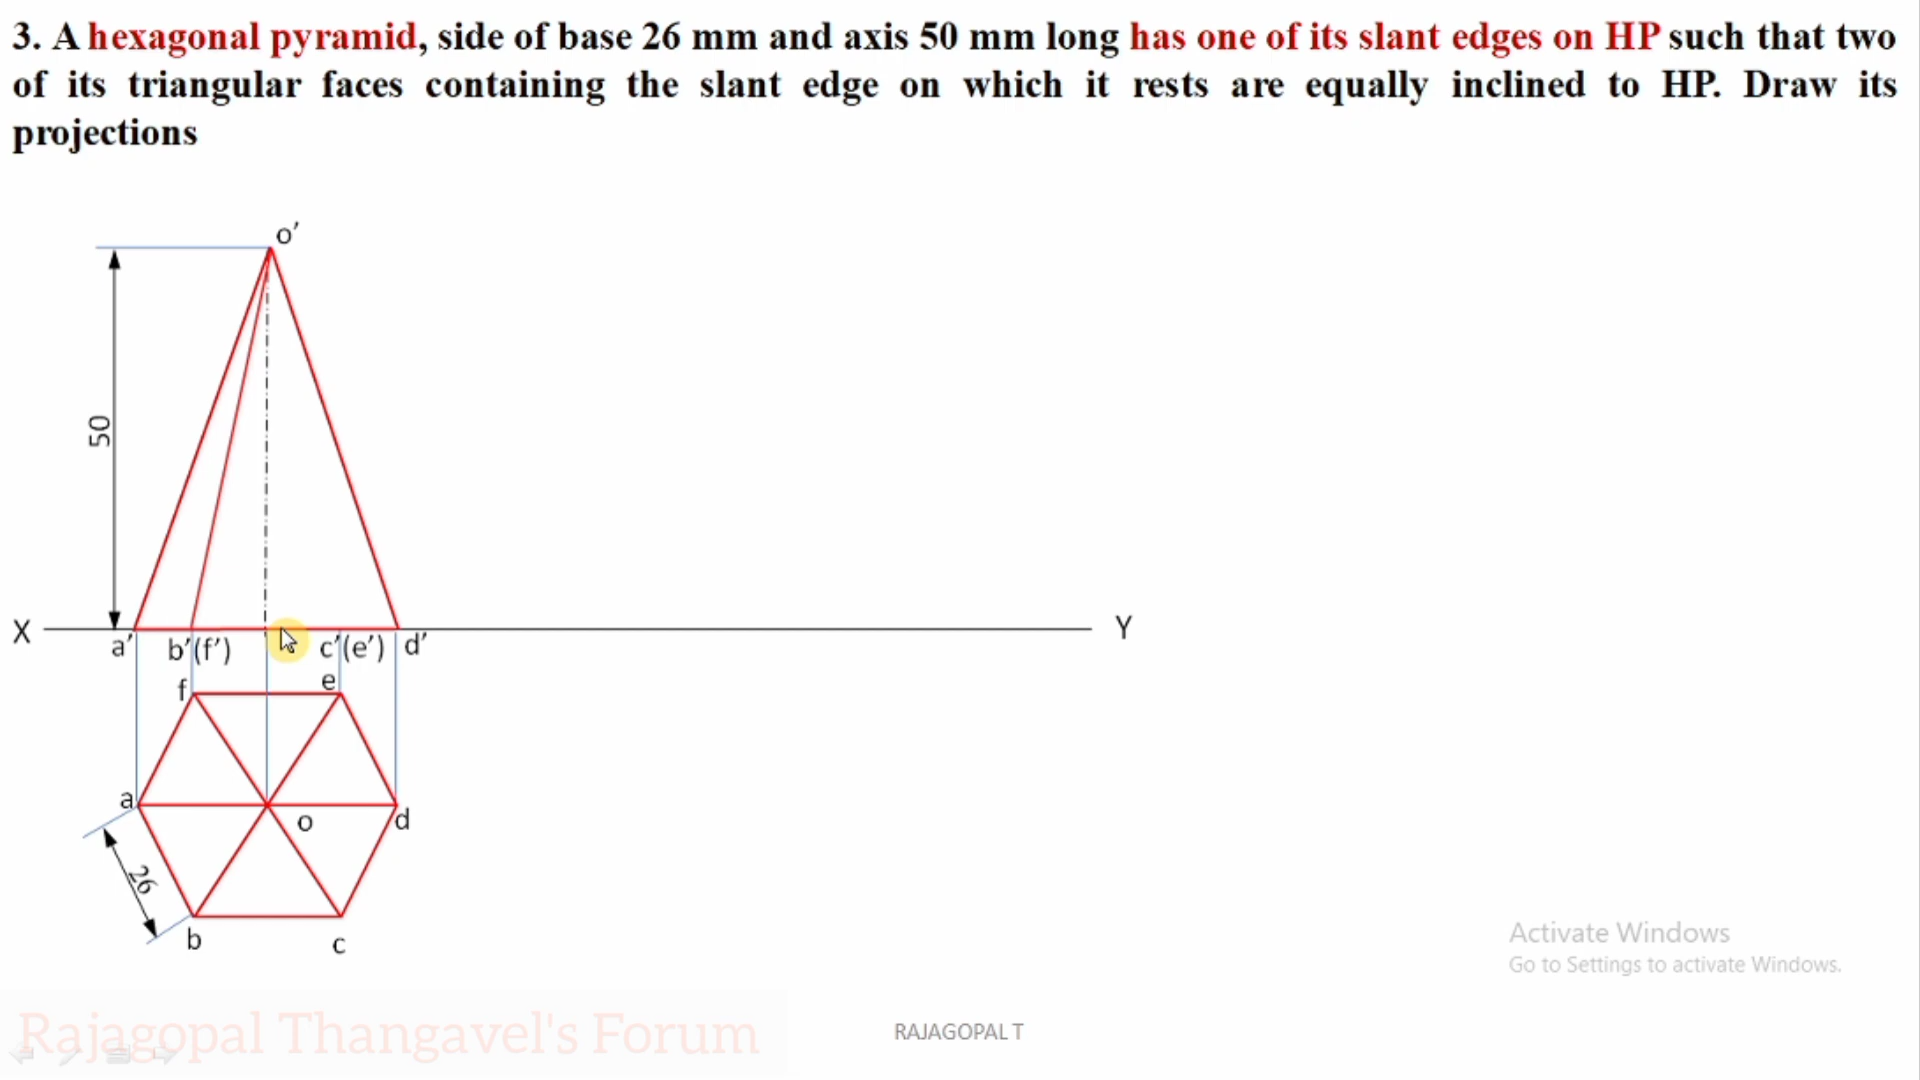 3. A hexagonal pyramid, side of base 26 mm and axis 50 mm long has one of its slant edges on HP such that two
of its triangular faces containing the slant edge on which it rests are equally inclined to HP. Draw its
projections
o'
50
X
Y
a' b'(f') c'(e') d'
f e
a
o d
26
b c
Activate Windows
Go to Settings to activate Windows.
Rajagopal Thangavel's Forum
RAJAGOPAL T